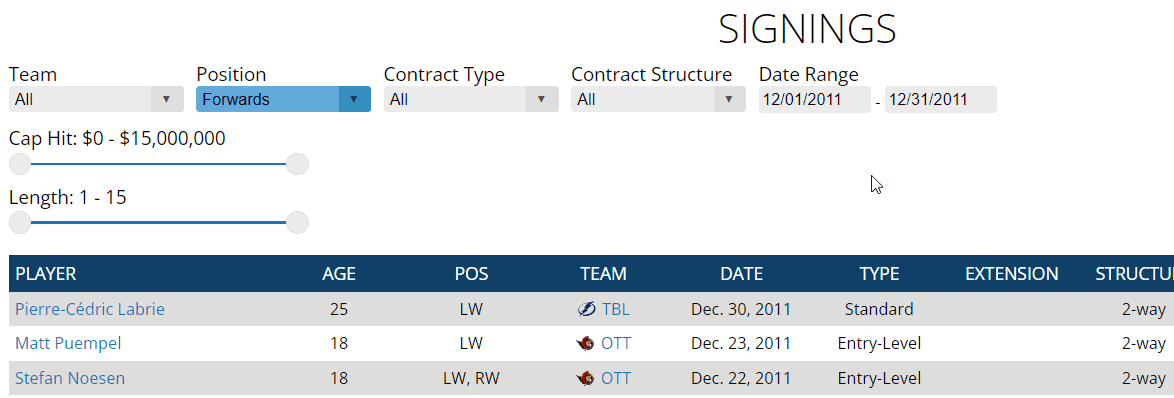 SIGNINGS
Team Position Contract Type Contract Structure Date Range
All Forwards All All 12/01/2011 - 12/31/2011
Cap Hit: $0 - $15,000,000
Length: 1 - 15
PLAYER AGE POS TEAM DATE TYPE EXTENSION STRUCTU
Pierre-Cédric Labrie 25 LW TBL Dec. 30, 2011 Standard 2-way
Matt Puempel 18 LW OTT Dec. 23, 2011 Entry-Level 2-way
Stefan Noesen 18 LW, RW OTT Dec. 22, 2011 Entry-Level 2-way